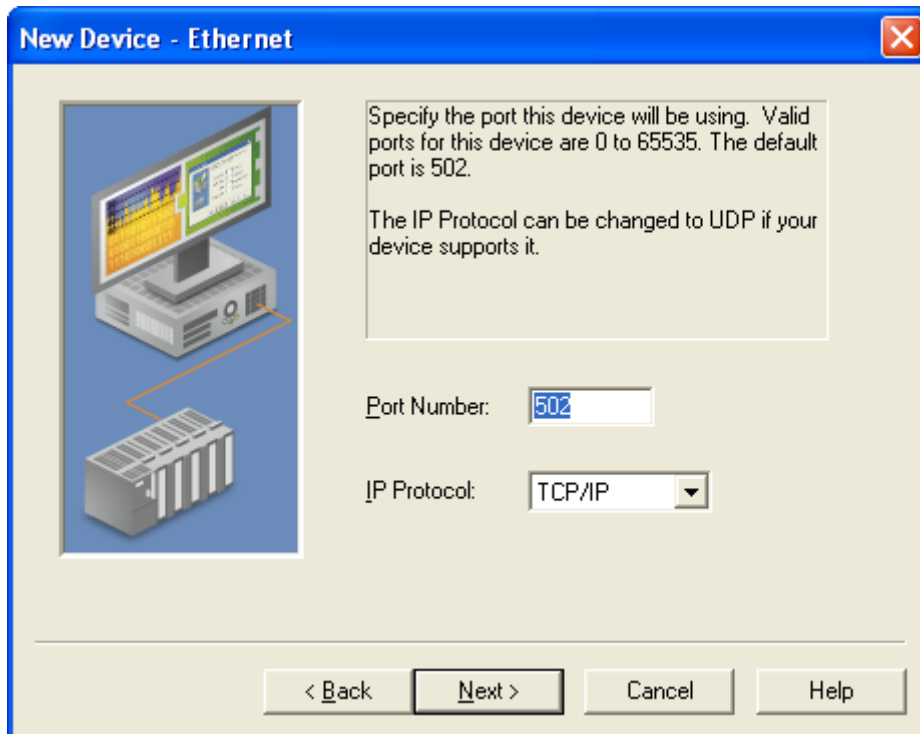 New Device - Ethernet
Specify the port this device will be using.  Valid
ports for this device are 0 to 65535. The default
port is 502.
The IP Protocol can be changed to UDP if your
device supports it.
Port Number: 502
IP Protocol: TCP/IP
< Back Next > Cancel Help